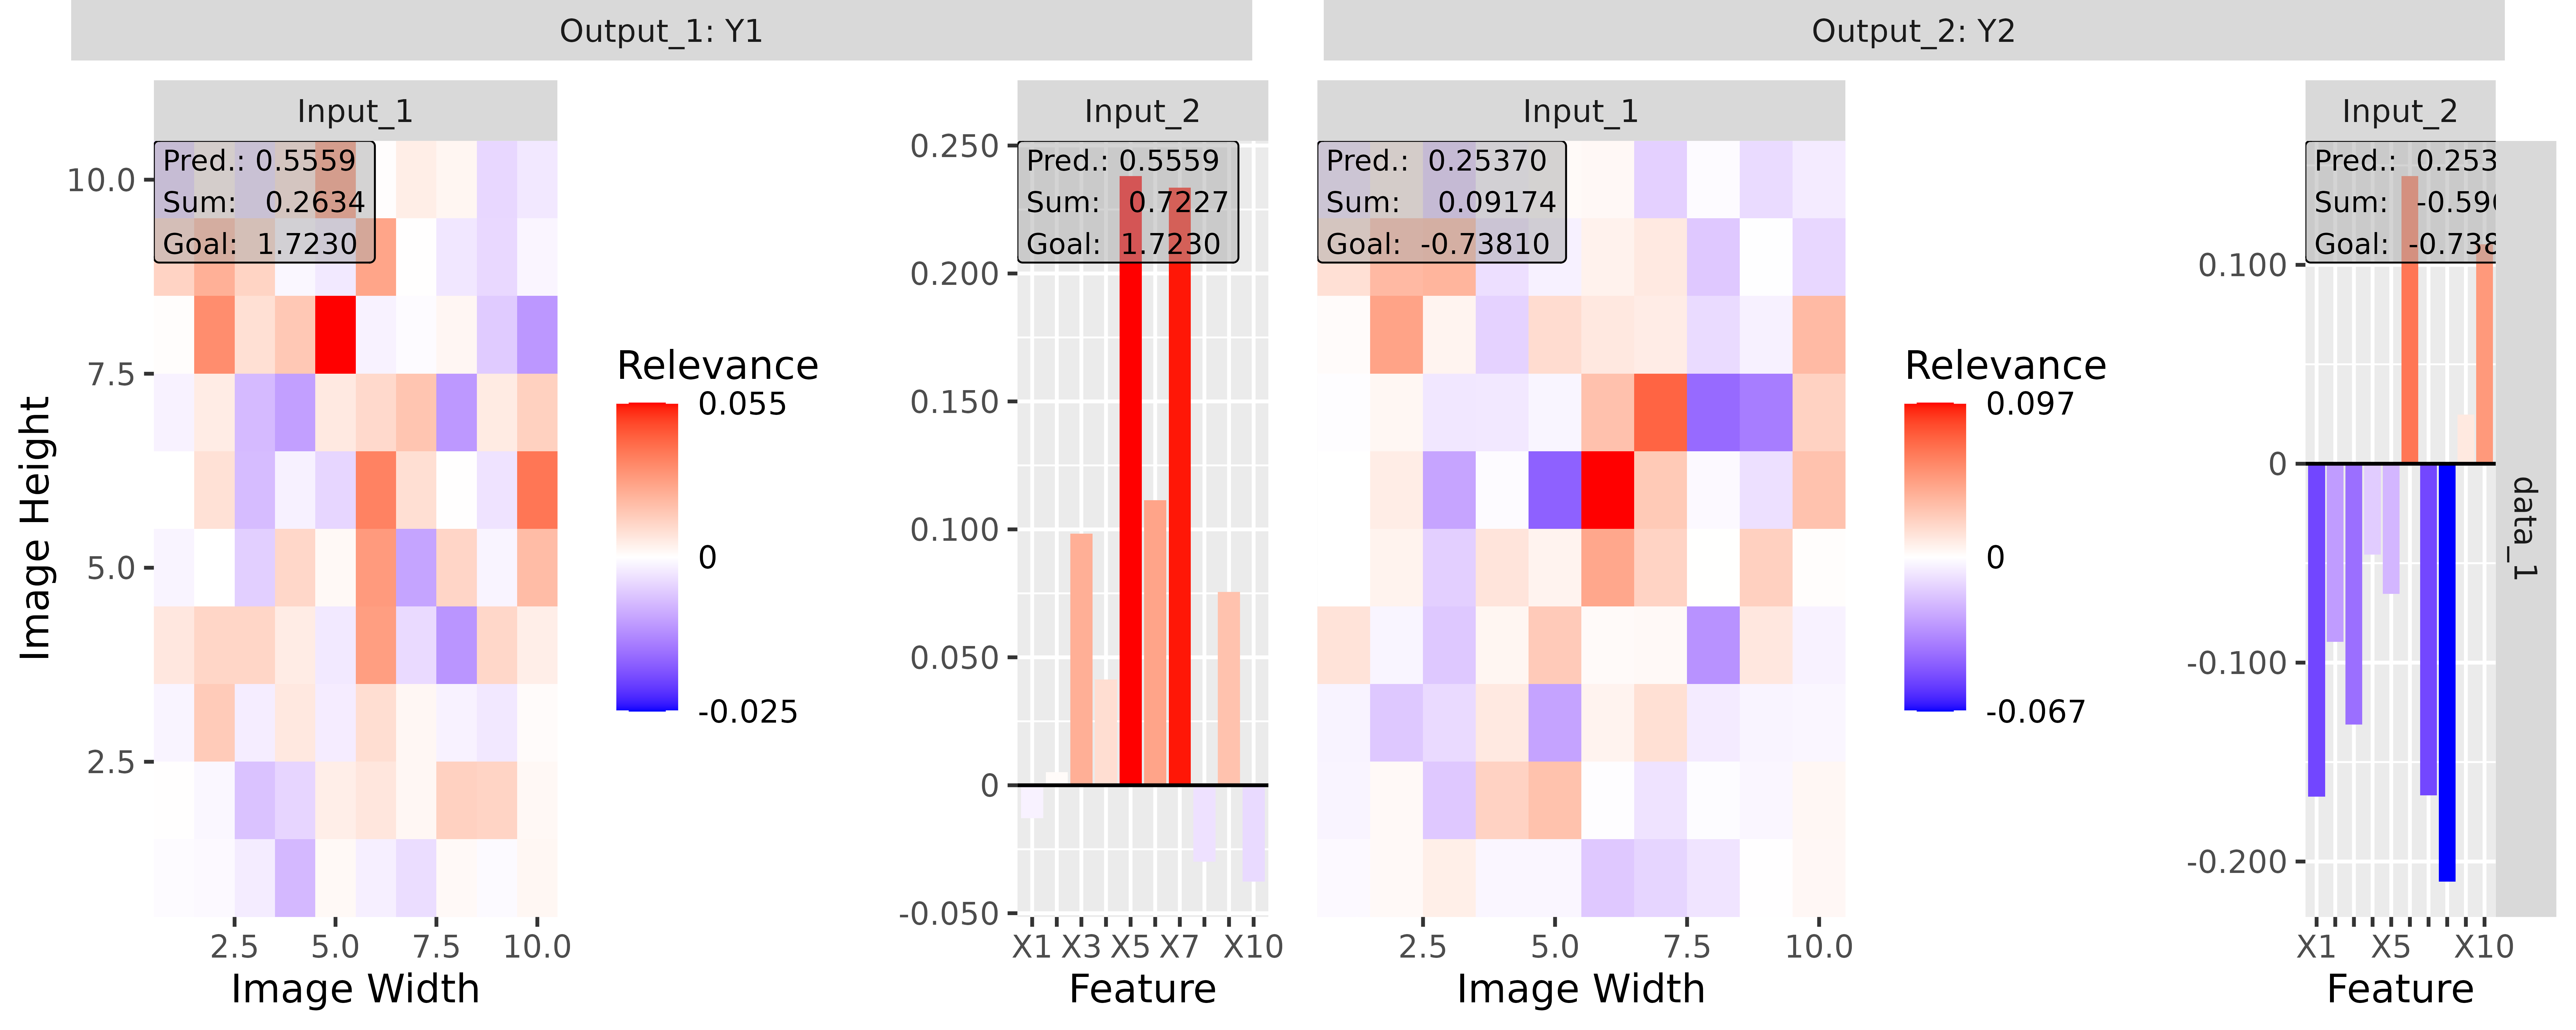 Output_1: Y1
Output_2: Y2
Input_1
Input_2
Input_1
Input_2
Pred.: 0.5559
Sum: 0.2634
Goal: 1.7230
Pred.: 0.5559
Sum: 0.7227
Goal: 1.7230
Pred.: 0.25370
Sum: 0.09174
Goal: -0.73810
Pred.: 0.253
Sum: -0.59
Goal: -0.738
Image Height
10.0
7.5
5.0
2.5
2.5 5.0 7.5 10.0
Image Width
Relevance
0.055
0
-0.025
0.250
0.200
0.150
0.100
0.050
0
-0.050
X1 X3 X5 X7 X10
Feature
2.5 5.0 7.5 10.0
Image Width
Relevance
0.097
0
-0.067
0.100
0
-0.100
-0.200
X1 X5 X10
Feature
data_1